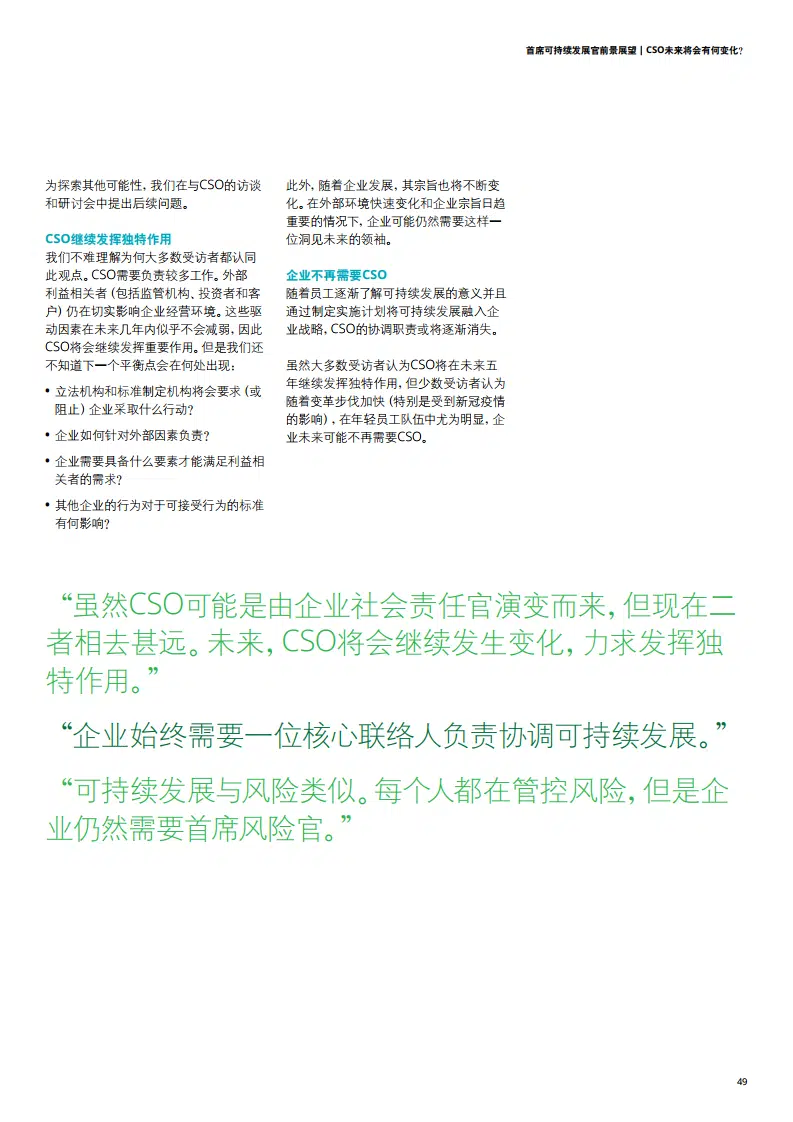 首席可持续发展官前景展望 | CSO未来将会有何变化?
为探索其他可能性, 我们在与CSO的访谈
和研讨会中提出后续问题。
CSO继续发挥独特作用
我们不难理解为何大多数受访者都认同
此观点。CSO需要负责较多工作。外部
利益相关者 (包括监管机构、投资者和客
户) 仍在切实影响企业经营环境。这些驱
动因素在未来几年内似乎不会减弱, 因此
CSO将会继续发挥重要作用。但是我们还
不知道下一个平衡点会在何处出现:
• 立法机构和标准制定机构将会要求 (或
阻止) 企业采取什么行动?
• 企业如何针对外部因素负责?
• 企业需要具备什么要素才能满足利益相
关者的需求?
• 其他企业的行为对于可接受行为的标准
有何影响?
此外, 随着企业发展, 其宗旨也将不断变
化。在外部环境快速变化和企业宗旨日趋
重要的情况下, 企业可能仍然需要这样一
位洞见未来的领袖。
企业不再需要CSO
随着员工逐渐了解可持续发展的意义并且
通过制定实施计划将可持续发展融入企
业战略, CSO的协调职责或将逐渐消失。
虽然大多数受访者认为CSO将在未来五
年继续发挥独特作用, 但少数受访者认为
随着变革步伐加快 (特别是受到新冠疫情
的影响) , 在年轻员工队伍中尤为明显, 企
业未来可能不再需要CSO。
“虽然CSO可能是由企业社会责任官演变而来, 但现在二
者相去甚远。未来, CSO将会继续发生变化, 力求发挥独
特作用。”
“企业始终需要一位核心联络人负责协调可持续发展。”
“可持续发展与风险类似。每个人都在管控风险, 但是企
业仍然需要首席风险官。”
49